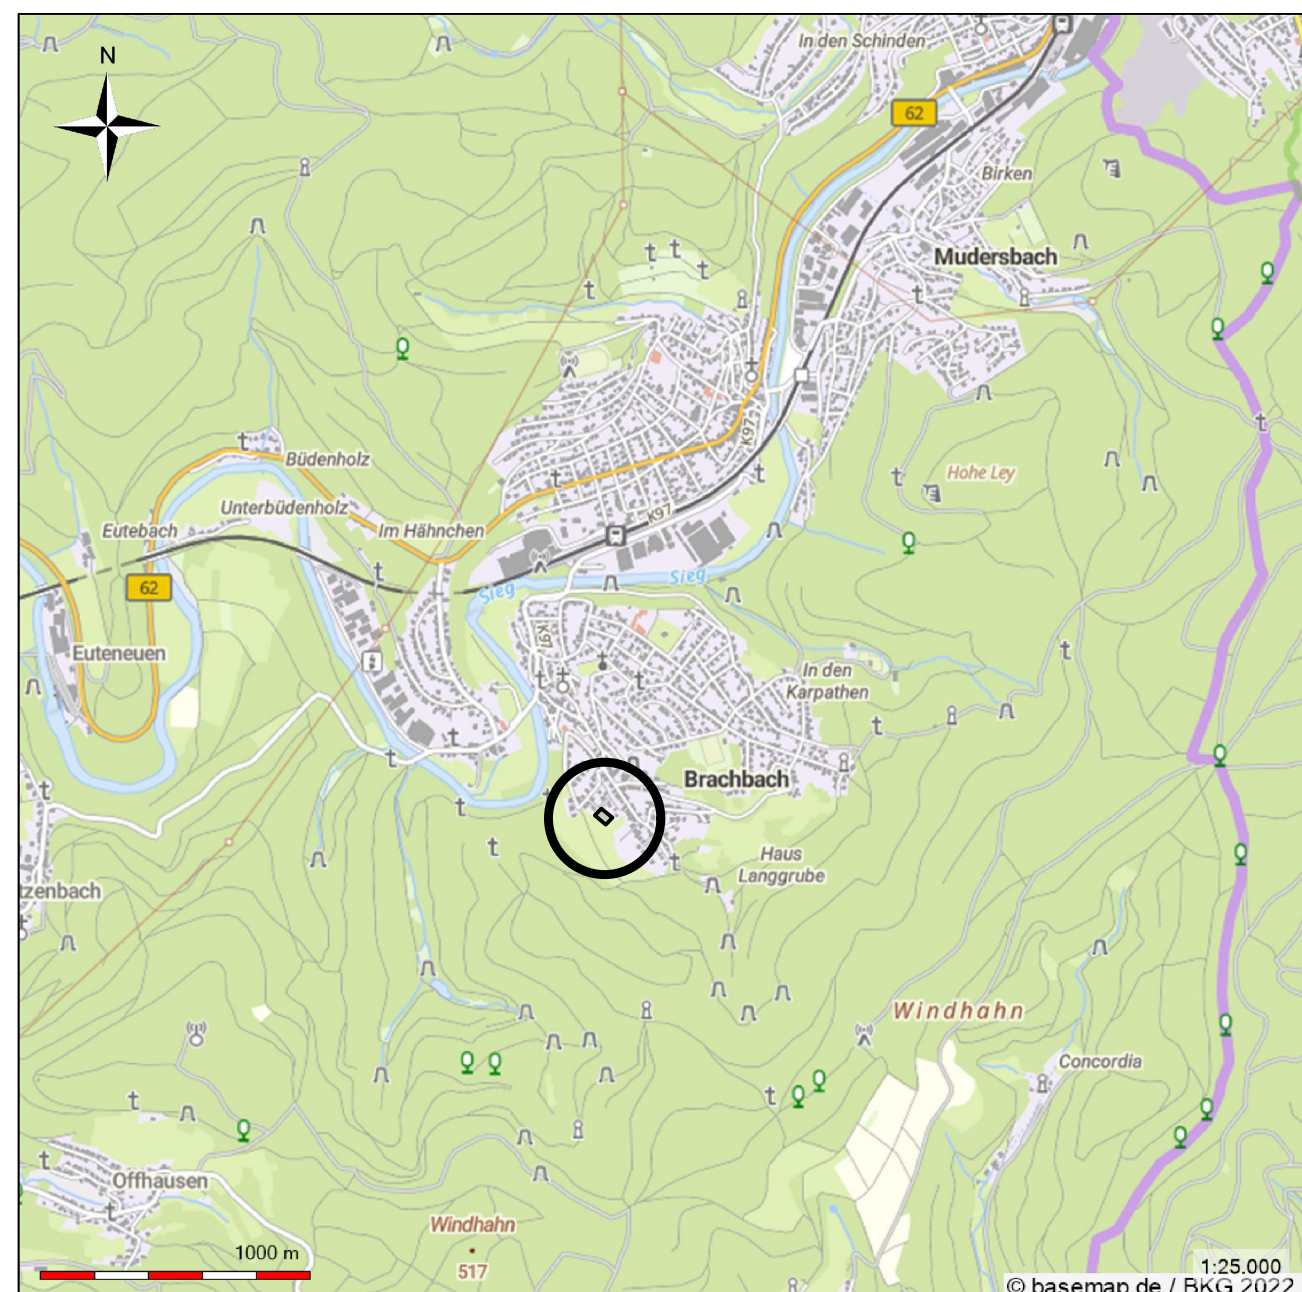 In den Schinden
N
62
Birken
Mudersbach
K97
Hohe Ley
Büdenholz
Unterbüdenholz
Eutebach
Im Hähnchen
K97
62
Sieg
Sieg
K97
Euteneuen
In den
Karpathen
Brachbach
Haus
Langgrube
tzenbach
Windhahn
Concordia
Offhausen
Windhahn
517
1000 m
1:25.000
© basemap.de / BKG 2022